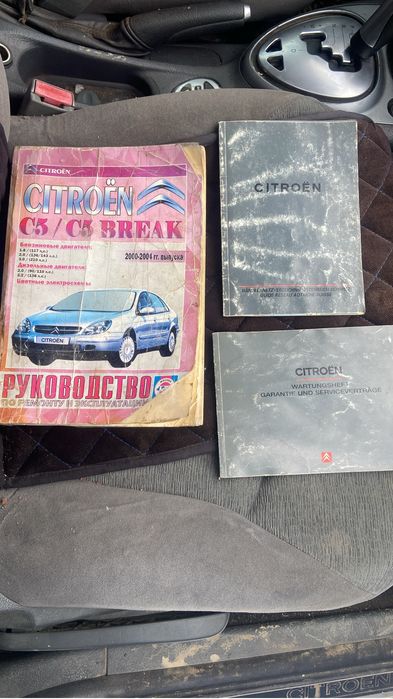 CITROËN
CITROËN
C5 / C5 BREAK
Бензиновые двигатели:
2000-2004 гг. выпуска
Дизельные двигатели:
Цветные электросхемы
CITROËN
РУКОВОДСТВО
ПО РЕМОНТУ И ЭКСПЛУАТАЦИИ
CITROËN
CITROËN
WARTUNGSHEFT
GARANTIE UND SERVICEVERTRÄGE
CITROËN